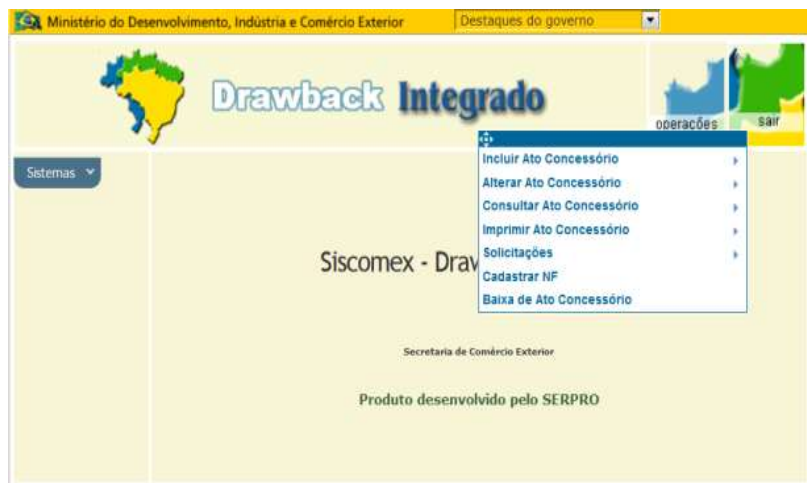 Ministério do Desenvolvimento, Indústria e Comércio Exterior
Destaques do governo
Drawback Integrado
operações
sair
Sistemas
Incluir Ato Concessório
Alterar Ato Concessório
Consultar Ato Concessório
Imprimir Ato Concessório
Solicitações
Cadastrar NF
Baixa de Ato Concessório
Siscomex - Draw
Secretaria de Comércio Exterior
Produto desenvolvido pelo SERPRO